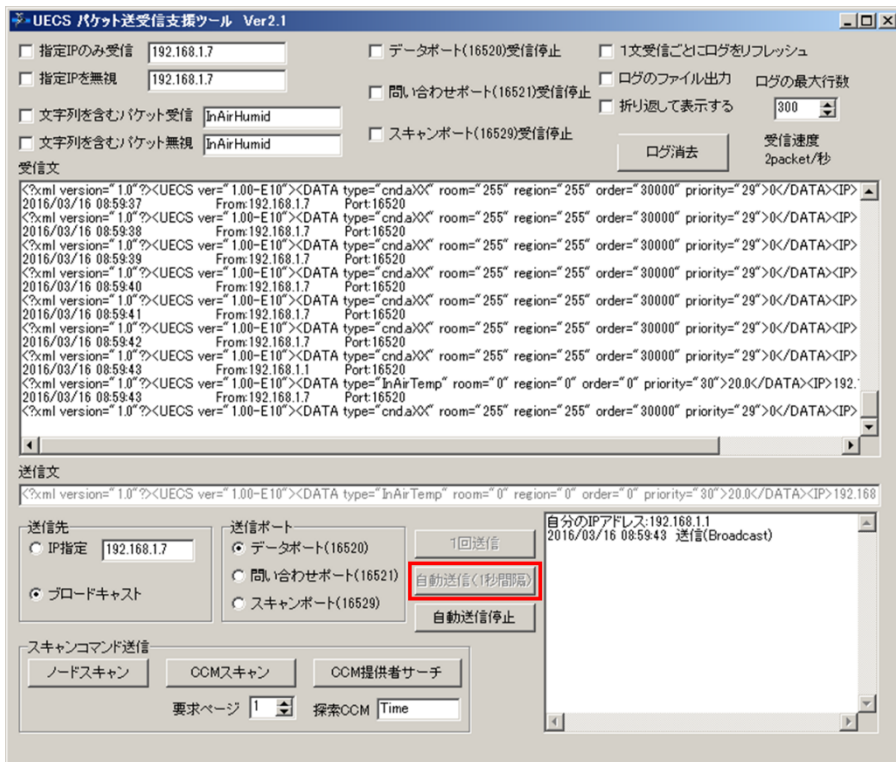 UECS パケット送受信支援ツール Ver2.1
指定IPのみ受信 192.168.1.7 データポート(16520)受信停止 1文受信ごとにログをリフレッシュ
指定IPを無視 192.168.1.7 問い合わせポート(16521)受信停止 ログのファイル出力 ログの最大行数
文字列を含むパケット受信 InAirHumid スキャンポート(16529)受信停止 折り返して表示する 300
文字列を含むパケット無視 InAirHumid ログ消去 受信速度
2packet/秒
受信文
<?xml version="1.0"?><UECS ver="1.00-E10"><DATA type="cnd.aXX" room="255" region="255" order="30000" priority="29">0</DATA><IP>
2016/03/16 08:59:37 From:192.168.1.7 Port:16520
<?xml version="1.0"?><UECS ver="1.00-E10"><DATA type="cnd.aXX" room="255" region="255" order="30000" priority="29">0</DATA><IP>
2016/03/16 08:59:38 From:192.168.1.7 Port:16520
<?xml version="1.0"?><UECS ver="1.00-E10"><DATA type="cnd.aXX" room="255" region="255" order="30000" priority="29">0</DATA><IP>
2016/03/16 08:59:39 From:192.168.1.7 Port:16520
<?xml version="1.0"?><UECS ver="1.00-E10"><DATA type="cnd.aXX" room="255" region="255" order="30000" priority="29">0</DATA><IP>
2016/03/16 08:59:40 From:192.168.1.7 Port:16520
<?xml version="1.0"?><UECS ver="1.00-E10"><DATA type="cnd.aXX" room="255" region="255" order="30000" priority="29">0</DATA><IP>
2016/03/16 08:59:41 From:192.168.1.7 Port:16520
<?xml version="1.0"?><UECS ver="1.00-E10"><DATA type="cnd.aXX" room="255" region="255" order="30000" priority="29">0</DATA><IP>
2016/03/16 08:59:42 From:192.168.1.7 Port:16520
<?xml version="1.0"?><UECS ver="1.00-E10"><DATA type="cnd.aXX" room="255" region="255" order="30000" priority="29">0</DATA><IP>
2016/03/16 08:59:43 From:192.168.1.1 Port:16520
<?xml version="1.0"?><UECS ver="1.00-E10"><DATA type="InAirTemp" room="0" region="0" order="0" priority="30">20.0</DATA><IP>192.
2016/03/16 08:59:43 From:192.168.1.7 Port:16520
<?xml version="1.0"?><UECS ver="1.00-E10"><DATA type="cnd.aXX" room="255" region="255" order="30000" priority="29">0</DATA><IP>
送信文
<?xml version="1.0"?><UECS ver="1.00-E10"><DATA type="InAirTemp" room="0" region="0" order="0" priority="30">20.0</DATA><IP>192.168
送信先
IP指定 192.168.1.7
ブロードキャスト
送信ポート
データポート(16520)
問い合わせポート(16521)
スキャンポート(16529)
1回送信
自動送信(1秒間隔)
自動送信停止
自分のIPアドレス:192.168.1.1
2016/03/16 08:59:43 送信(Broadcast)
スキャンコマンド送信
ノードスキャン CCMスキャン CCM提供者サーチ
要求ページ 1 探索CCM Time